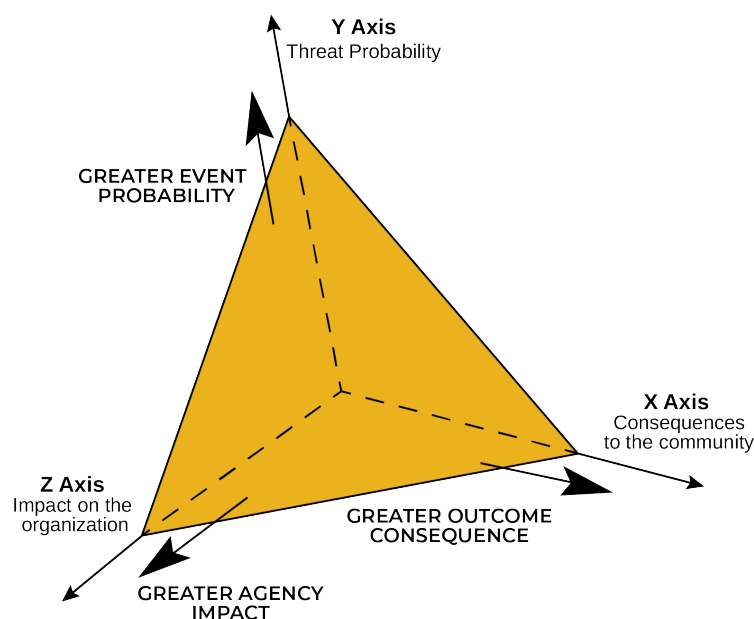 Y Axis
Threat Probability
GREATER EVENT
PROBABILITY
X Axis
Consequences
to the community
Z Axis
Impact on the
organization
GREATER OUTCOME
CONSEQUENCE
GREATER AGENCY
IMPACT